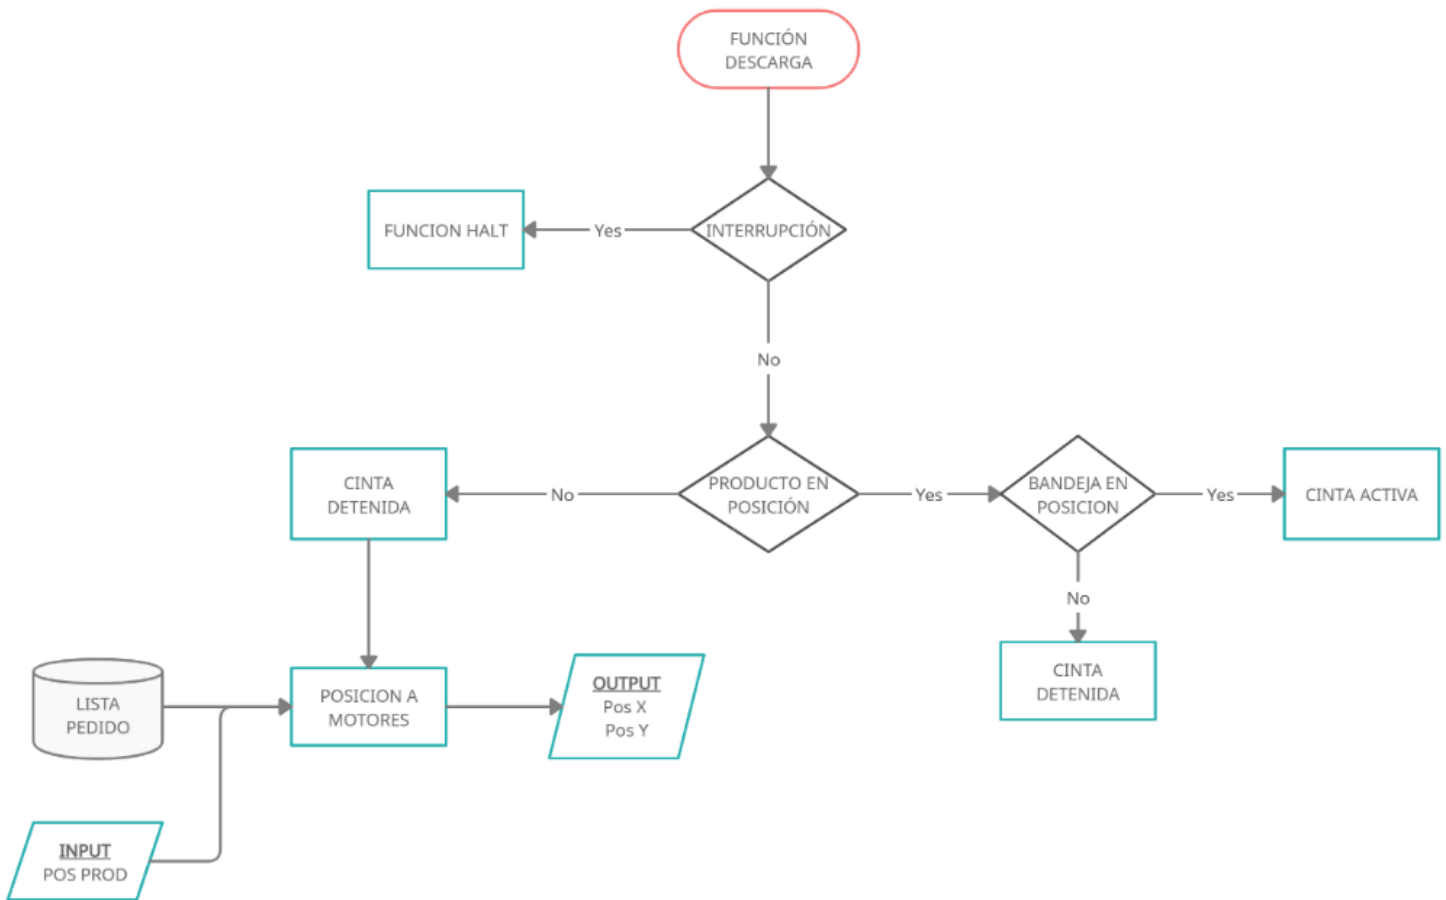 FUNCIÓN
DESCARGA
FUNCION HALT
Yes
INTERRUPCIÓN
No
CINTA
DETENIDA
No
PRODUCTO EN
POSICIÓN
Yes
BANDEJA EN
POSICION
Yes
CINTA ACTIVA
No
CINTA
DETENIDA
LISTA
PEDIDO
POSICION A
MOTORES
OUTPUT
Pos X
Pos Y
INPUT
POS PROD